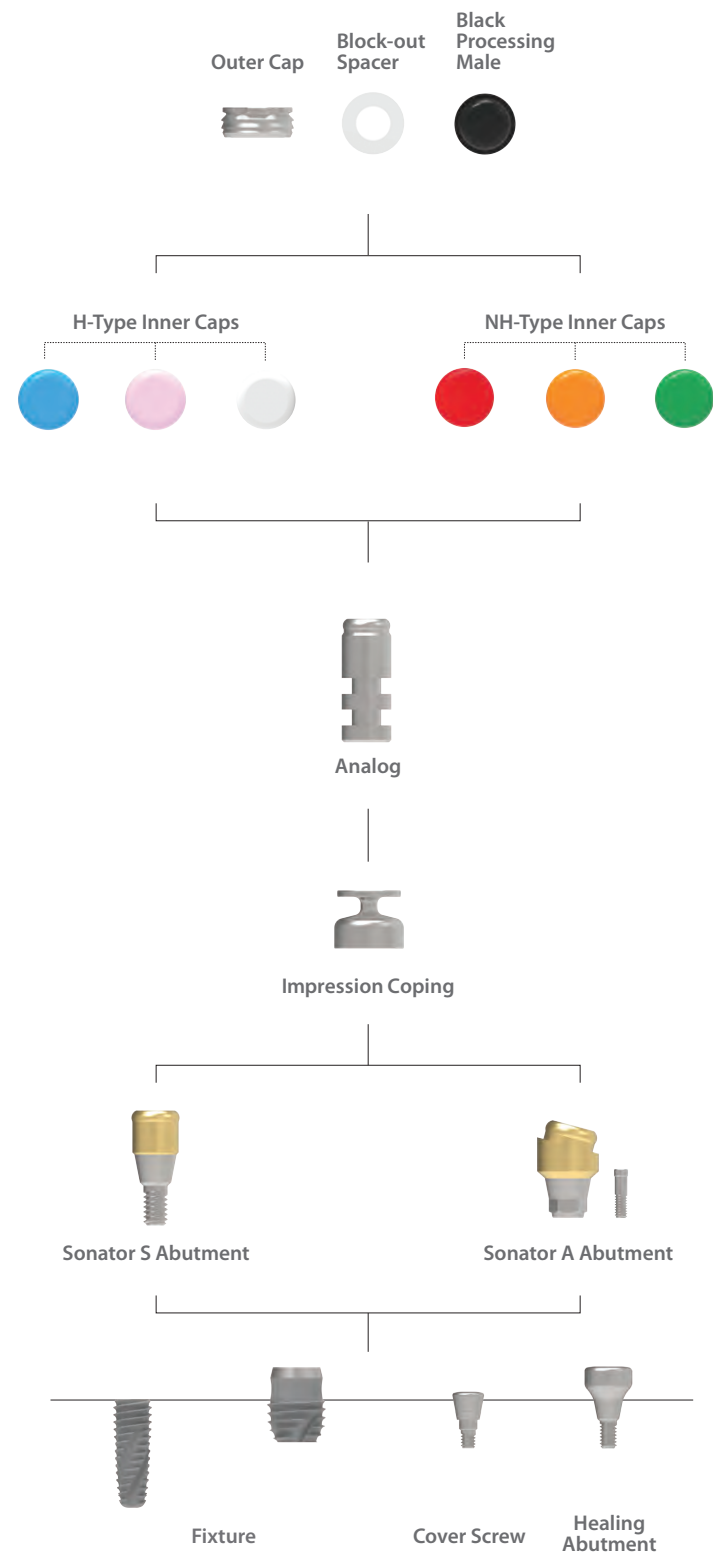 Outer Cap
Block-out
Spacer
Black
Processing
Male
H-Type Inner Caps
NH-Type Inner Caps
Analog
Impression Coping
Sonator S Abutment
Sonator A Abutment
Fixture
Cover Screw
Healing
Abutment